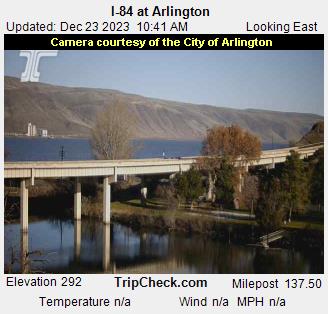 I-84 at Arlington
Updated: Dec 23 2023 10:41 AM Looking East
Camera courtesy of the City of Arlington
Elevation 292 TripCheck.com Milepost 137.50
Temperature n/a Wind n/a MPH n/a